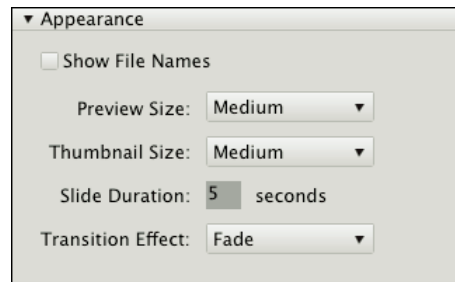 Appearance
Show File Names
Preview Size: Medium
Thumbnail Size: Medium
Slide Duration: 5 seconds
Transition Effect: Fade